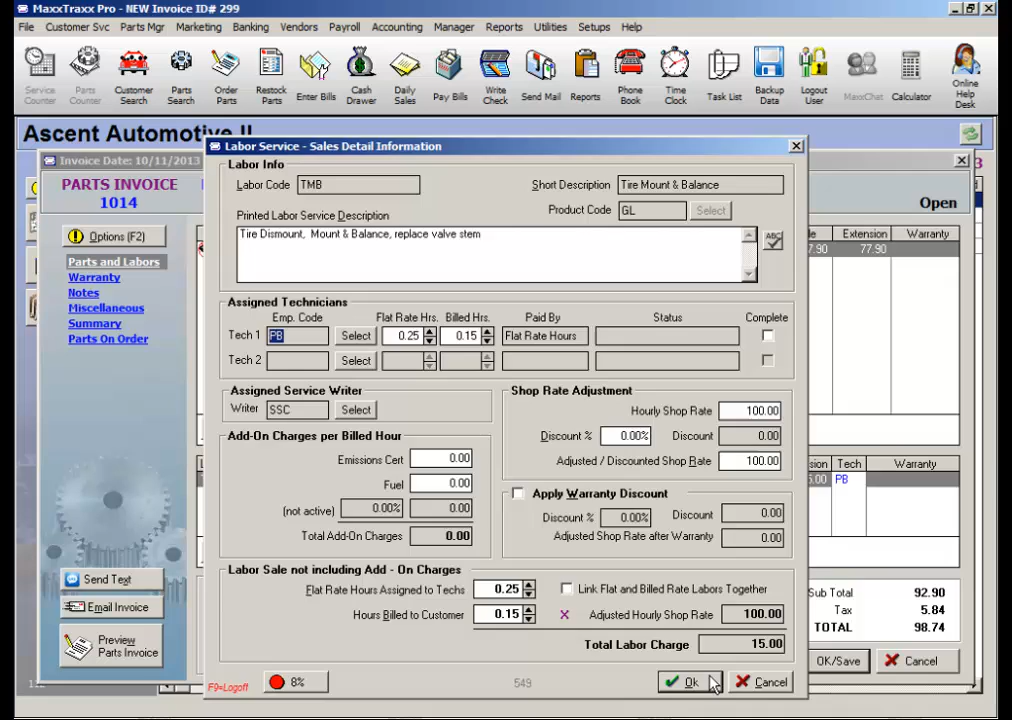 MaxxTraxx Pro - NEW Invoice ID# 299
File Customer Svc Parts Mgr Marketing Banking Vendors Payroll Accounting Manager Reports Utilities Setups Help
Service Counter
Parts Counter
Customer Search
Parts Search
Order Parts
Restock Parts
Enter Bills
Cash Drawer
Daily Sales
Pay Bills
Write Check
Send Mail
Reports
Phone Book
Time Clock
Task List
Backup Data
Logout User
MaxxChat
Calculator
Online Help Desk
Ascent Automotive II
Invoice Date: 10/11/2013
PARTS INVOICE
1014
Open
Options (F2)
Parts and Labors
Warranty
Notes
Miscellaneous
Summary
Parts On Order
Send Text
Email Invoice
Preview Parts Invoice
Extension Warranty
7.90 77.90
Tech Warranty
PB
Sub Total 92.90
Tax 5.84
TOTAL 98.74
OK/Save Cancel
Labor Service - Sales Detail Information
Labor Info
Labor Code TMB Short Description Tire Mount & Balance
Product Code GL Select
Printed Labor Service Description
Tire Dismount, Mount & Balance, replace valve stem
ABC
Assigned Technicians
Emp. Code Flat Rate Hrs. Billed Hrs. Paid By Status Complete
Tech 1 PB Select 0.25 0.15 Flat Rate Hours
Tech 2 Select
Assigned Service Writer
Writer SSC Select
Add-On Charges per Billed Hour
Emissions Cert 0.00
Fuel 0.00
(not active) 0.00% 0.00
Total Add-On Charges 0.00
Shop Rate Adjustment
Hourly Shop Rate 100.00
Discount % 0.00% Discount 0.00
Adjusted / Discounted Shop Rate 100.00
Apply Warranty Discount
Discount % 0.00% Discount 0.00
Adjusted Shop Rate after Warranty 0.00
Labor Sale not including Add - On Charges
Flat Rate Hours Assigned to Techs 0.25 Link Flat and Billed Rate Labors Together
Hours Billed to Customer 0.15 X Adjusted Hourly Shop Rate 100.00
Total Labor Charge 15.00
F9=Logoff 8% 549 Ok Cancel